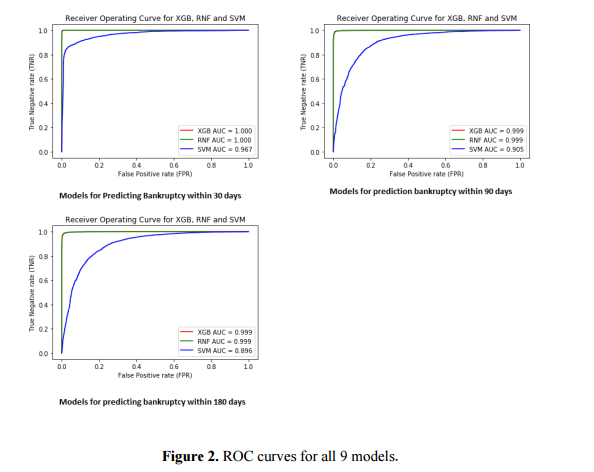 Receiver Operating Curve for XGB, RNF and SVM
True Negative rate (TNR)
1.0
0.8
0.6
0.4
0.2
0.0
XGB AUC = 1.000
RNF AUC = 1.000
SVM AUC = 0.967
0.0 0.2 0.4 0.6 0.8 1.0
False Positive rate (FPR)
Models for Predicting Bankruptcy within 30 days
Receiver Operating Curve for XGB, RNF and SVM
True Negative rate (TNR)
1.0
0.8
0.6
0.4
0.2
0.0
XGB AUC = 0.999
RNF AUC = 0.999
SVM AUC = 0.905
0.0 0.2 0.4 0.6 0.8 1.0
False Positive rate (FPR)
Models for prediction bankruptcy within 90 days
Receiver Operating Curve for XGB, RNF and SVM
True Negative rate (TNR)
1.0
0.8
0.6
0.4
0.2
0.0
XGB AUC = 0.999
RNF AUC = 0.999
SVM AUC = 0.896
0.0 0.2 0.4 0.6 0.8 1.0
False Positive rate (FPR)
Models for predicting bankruptcy within 180 days
Figure 2. ROC curves for all 9 models.